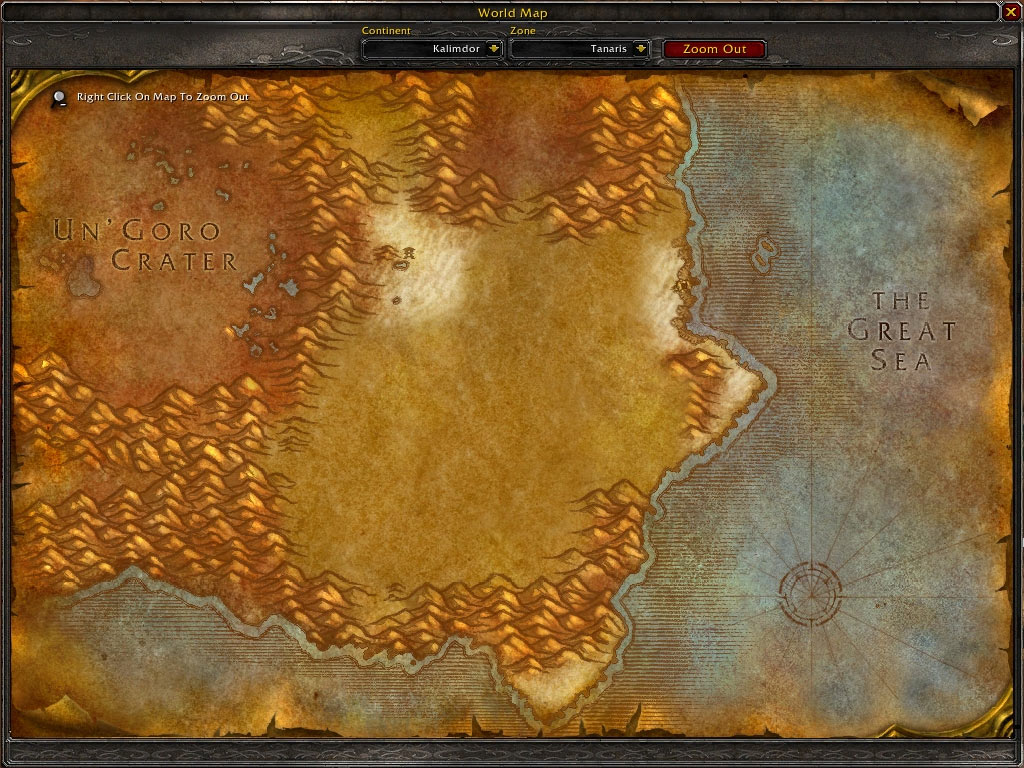 World Map
Continent
Zone
Kalimdor
Tanaris
Zoom Out
Right Click On Map To Zoom Out
Un'Goro
Crater
The
Great
Sea